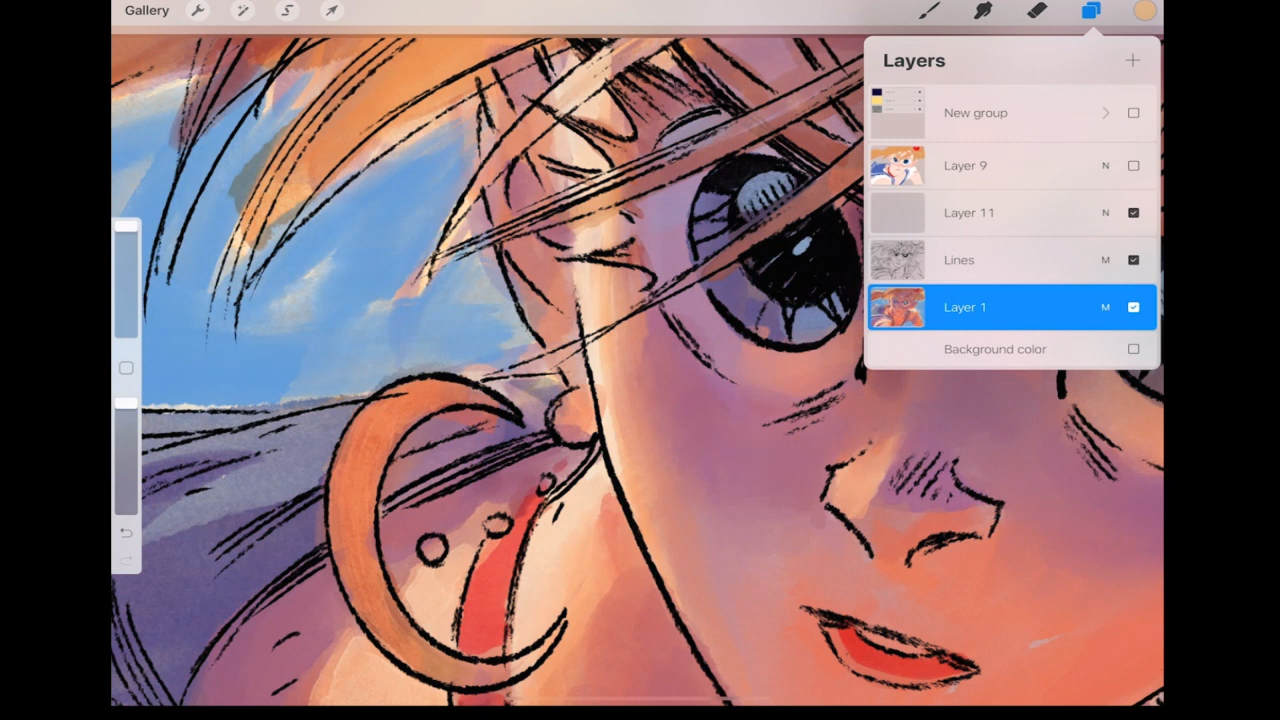 Gallery
Layers
New group
Layer 9 N
Layer 11 N
Lines M
Layer 1 M
Background color